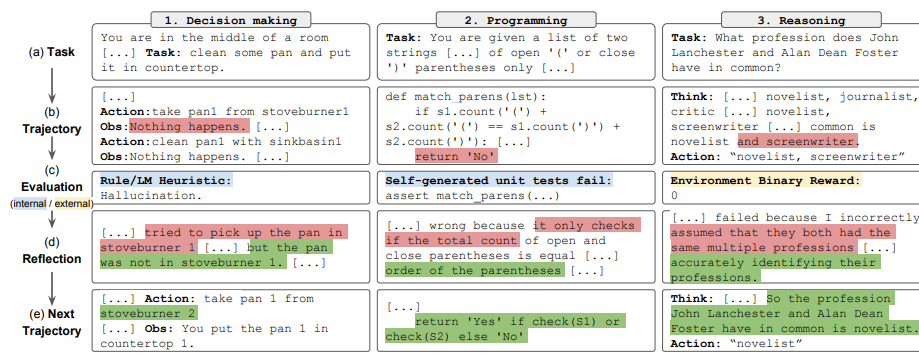 1. Decision making
2. Programming
3. Reasoning
(a) Task
You are in the middle of a room
[...] Task: clean some pan and put
it in countertop.
Task: You are given a list of two
strings [...] of open '(' or close
')' parentheses only [...]
Task: What profession does John
Lanchester and Alan Dean Foster
have in common?
(b)
Trajectory
[...]
Action:take pan1 from stoveburner1
Obs:Nothing happens. [...]
Action:clean pan1 with sinkbasin1
Obs:Nothing happens. [...]
def match_parens(lst):
if s1.count('(') +
s2.count('(') == s1.count(')') +
s2.count(')'): [...]
return 'No'
Think: [...] novelist, journalist,
critic [...] novelist,
screenwriter [...] common is
novelist and screenwriter.
Action: “novelist, screenwriter”
(c)
Evaluation
(internal / external)
Rule/LM Heuristic:
Hallucination.
Self-generated unit tests fail:
assert match_parens(...)
Environment Binary Reward:
0
(d)
Reflection
[...] tried to pick up the pan in
stoveburner 1 [...] but the pan
was not in stoveburner 1. [...]
[...] wrong because it only checks
if the total count of open and
close parentheses is equal [...]
order of the parentheses [...]
[...] failed because I incorrectly
assumed that they both had the
same multiple professions [...]
accurately identifying their
professions.
(e) Next
Trajectory
[...] Action: take pan 1 from
stoveburner 2
[...] Obs: You put the pan 1 in
countertop 1.
[...]
return 'Yes' if check(S1) or
check(S2) else 'No'
Think: [...] So the profession
John Lanchester and Alan Dean
Foster have in common is novelist.
Action: “novelist”